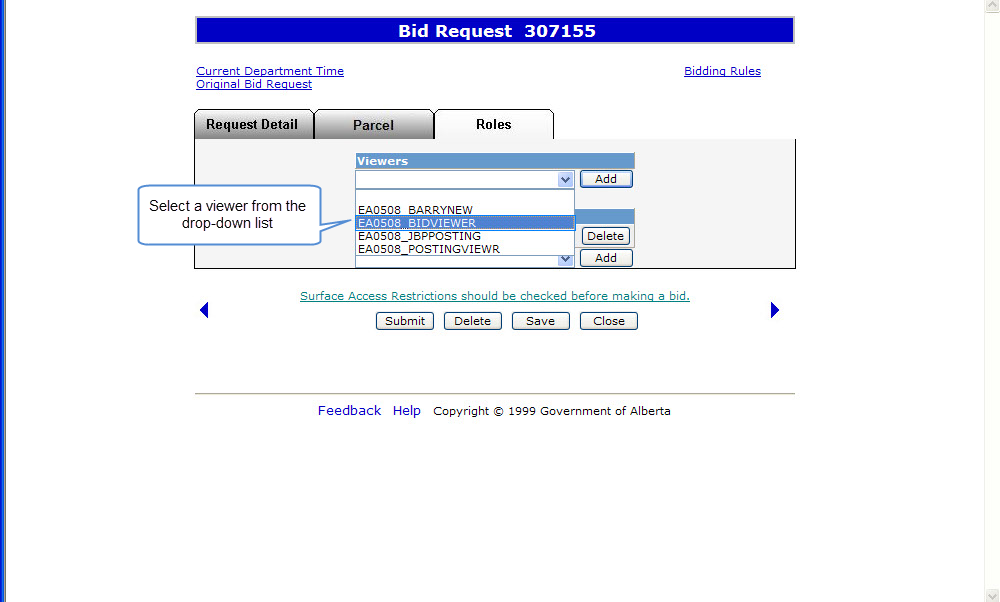 Bid Request 307155
Current Department Time
Bidding Rules
Original Bid Request
Request Detail
Parcel
Roles
Viewers
Add
Select a viewer from the
drop-down list
EA0508_BARRYNEW
EA0508_BIDVIEWER
EA0508_JBPPOSTING
Delete
EA0508_POSTINGVIEWR
Add
Surface Access Restrictions should be checked before making a bid.
Submit
Delete
Save
Close
Feedback Help Copyright © 1999 Government of Alberta